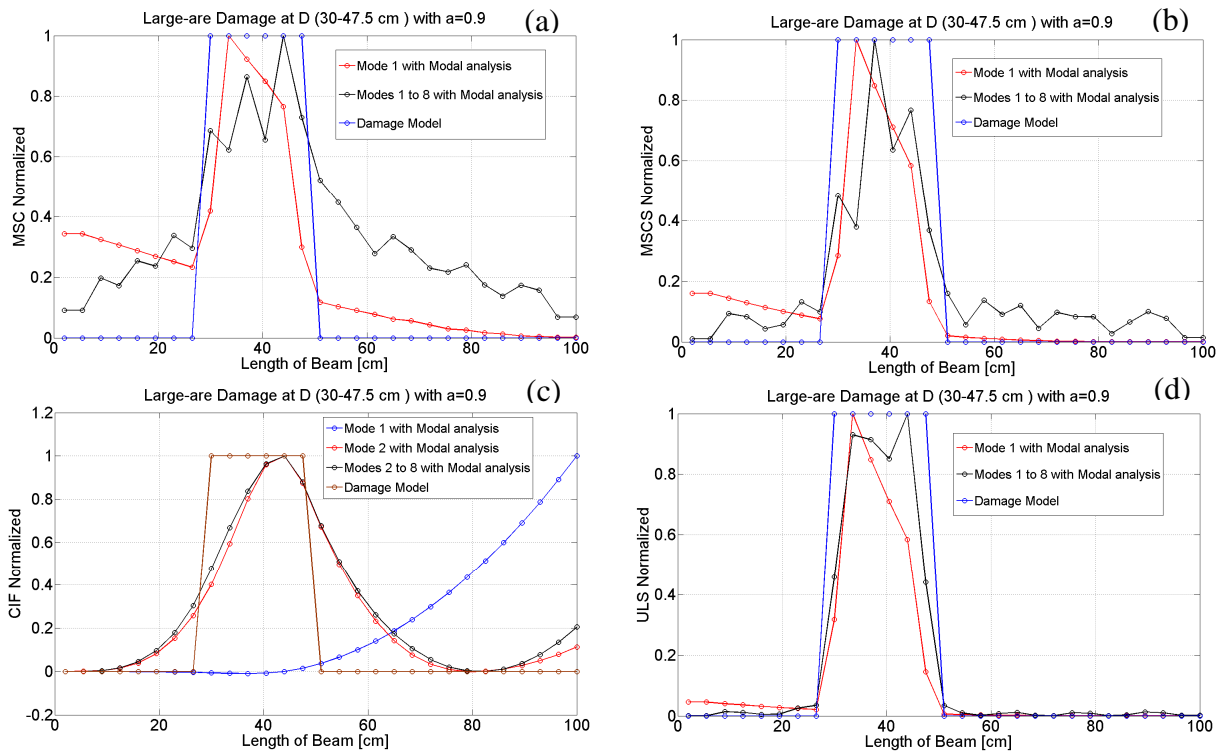 Large-are Damage at D (30-47.5 cm ) with a=0.9
(a)
MSC Normalized
1
0.8
0.6
0.4
0.2
0
0
20
40
60
80
100
Length of Beam [cm]
Mode 1 with Modal analysis
Modes 1 to 8 with Modal analysis
Damage Model
Large-are Damage at D (30-47.5 cm ) with a=0.9
(b)
MSCS Normalized
1
0.8
0.6
0.4
0.2
0
0
20
40
60
80
100
Length of Beam [cm]
Mode 1 with Modal analysis
Modes 1 to 8 with Modal analysis
Damage Model
Large-are Damage at D (30-47.5 cm ) with a=0.9
(c)
CIF Normalized
1.2
1
0.8
0.6
0.4
0.2
0
-0.2
0
20
40
60
80
100
Length of Beam [cm]
Mode 1 with Modal analysis
Mode 2 with Modal analysis
Modes 2 to 8 with Modal analysis
Damage Model
Large-are Damage at D (30-47.5 cm ) with a=0.9
(d)
ULS Normalized
1
0.8
0.6
0.4
0.2
0
0
20
40
60
80
100
Length of Beam [cm]
Mode 1 with Modal analysis
Modes 1 to 8 with Modal analysis
Damage Model